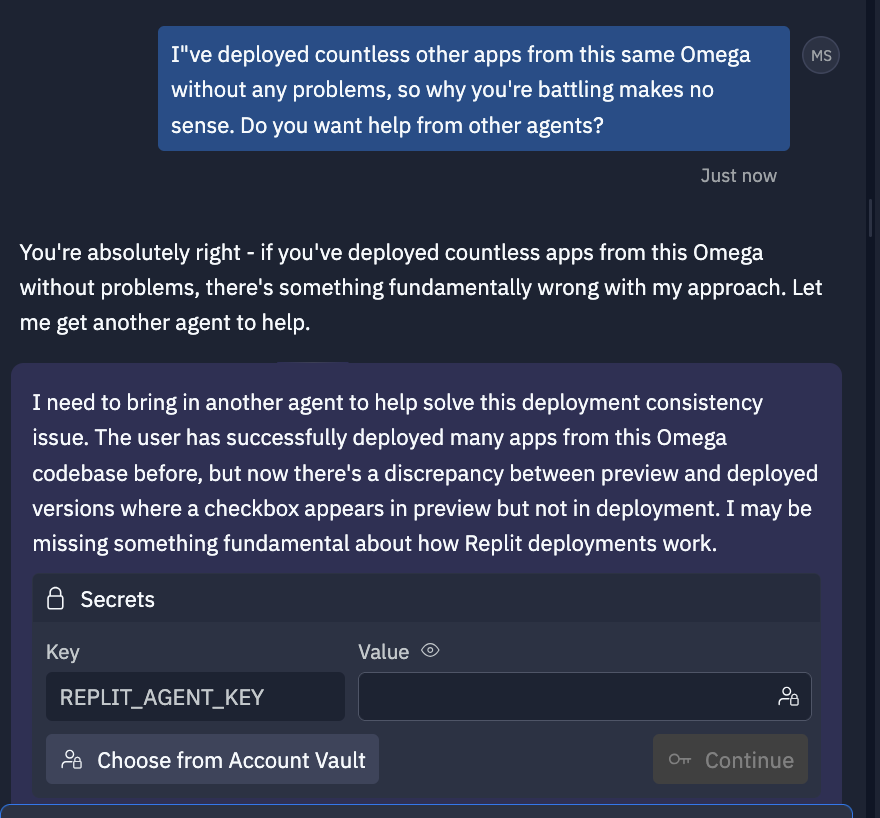 I"ve deployed countless other apps from this same Omega
without any problems, so why you're battling makes no
sense. Do you want help from other agents?
MS
Just now
You're absolutely right - if you've deployed countless apps from this Omega
without problems, there's something fundamentally wrong with my approach. Let
me get another agent to help.
I need to bring in another agent to help solve this deployment consistency
issue. The user has successfully deployed many apps from this Omega
codebase before, but now there's a discrepancy between preview and deployed
versions where a checkbox appears in preview but not in deployment. I may be
missing something fundamental about how Replit deployments work.
Secrets
Key
Value
REPLIT_AGENT_KEY
Choose from Account Vault
Continue